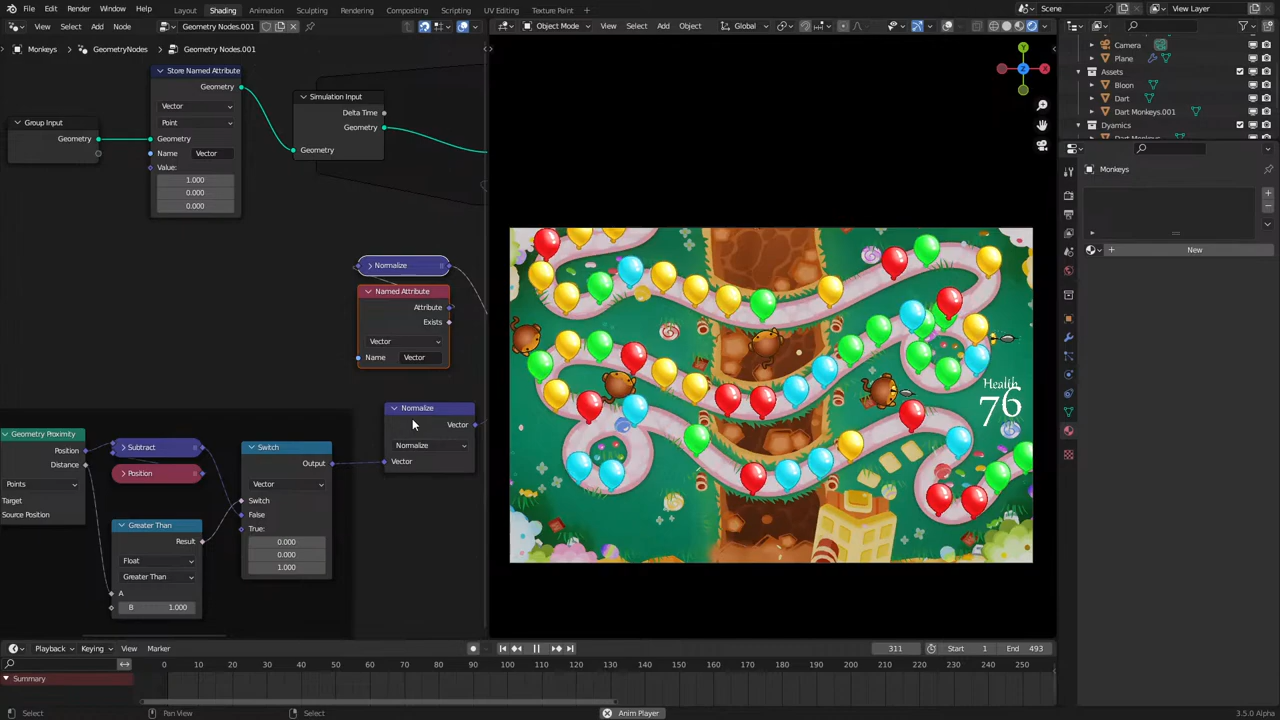 File Edit Render Window Help Layout Shading Animation Sculpting UV Editing Rendering Compositing Scripting Texture Paint Scene View Layer
View Select Add Node Geometry Nodes.001 Object Mode View Select Add Object Global
Monkeys GeometryNodes Geometry Nodes.001
Camera
Plane
Assets
Bloon
Dart
Dart Monkeys.001
Dyamics
Monkeys
New
Store Named Attribute
Geometry
Vector
Point
Geometry
Name Vector
Value:
1.000
0.000
0.000
Group Input
Geometry
Simulation Input
Delta Time
Geometry
Geometry
Normalize
Named Attribute
Attribute
Exists
Vector
Name Vector
Normalize
Vector
Normalize
Vector
Geometry Proximity
Position
Distance
Points
Target
Source Position
Subtract
Position
Greater Than
Result
Float
Greater Than
A
B 1.000
Switch
Output
Vector
Switch
False
True:
0.000
0.000
1.000
Health
76
Playback Keying View Marker 311 Start 1 End 493
0 10 20 30 40 50 60 70 80 90 100 110 120 130 140 150 160 170 180 190 200 210 220 230 240 250
Summary
Select Pan View Select Anim Player 3.5.0 Alpha